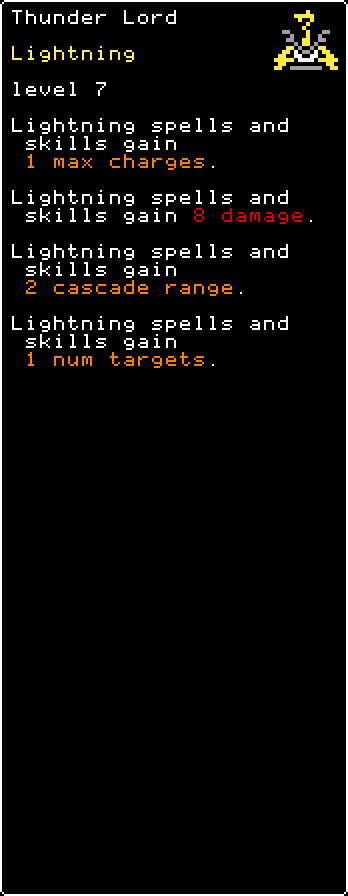 Thunder Lord
Lightning
level 7
Lightning spells and
skills gain
1 max charges.
Lightning spells and
skills gain 8 damage.
Lightning spells and
skills gain
2 cascade range.
Lightning spells and
skills gain
1 num targets.